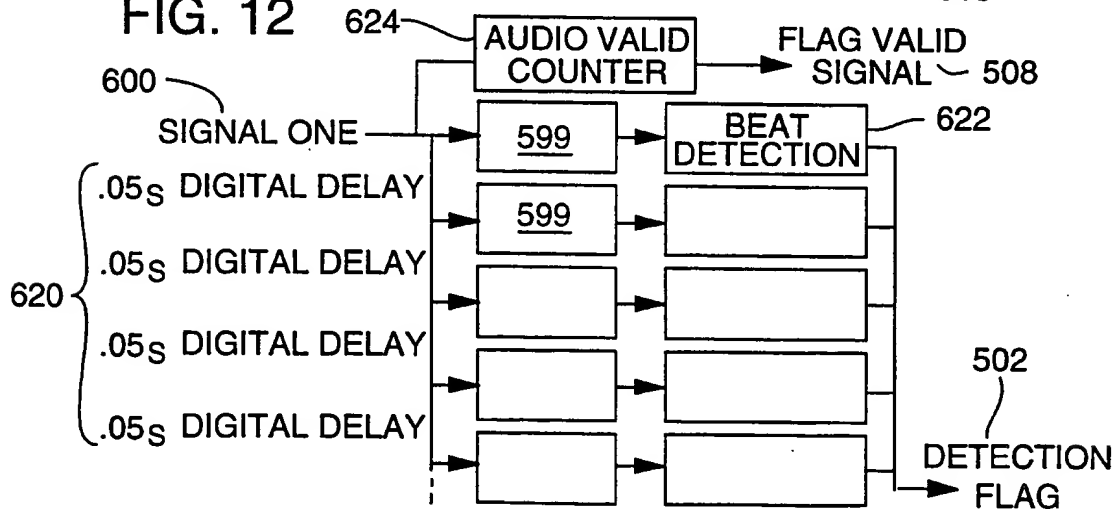 FIG. 12
624
AUDIO VALID
COUNTER
FLAG VALID
SIGNAL
508
600
SIGNAL ONE
599
BEAT
DETECTION
622
.05s DIGITAL DELAY
599
.05s DIGITAL DELAY
620
.05s DIGITAL DELAY
502
.05s DIGITAL DELAY
DETECTION
FLAG